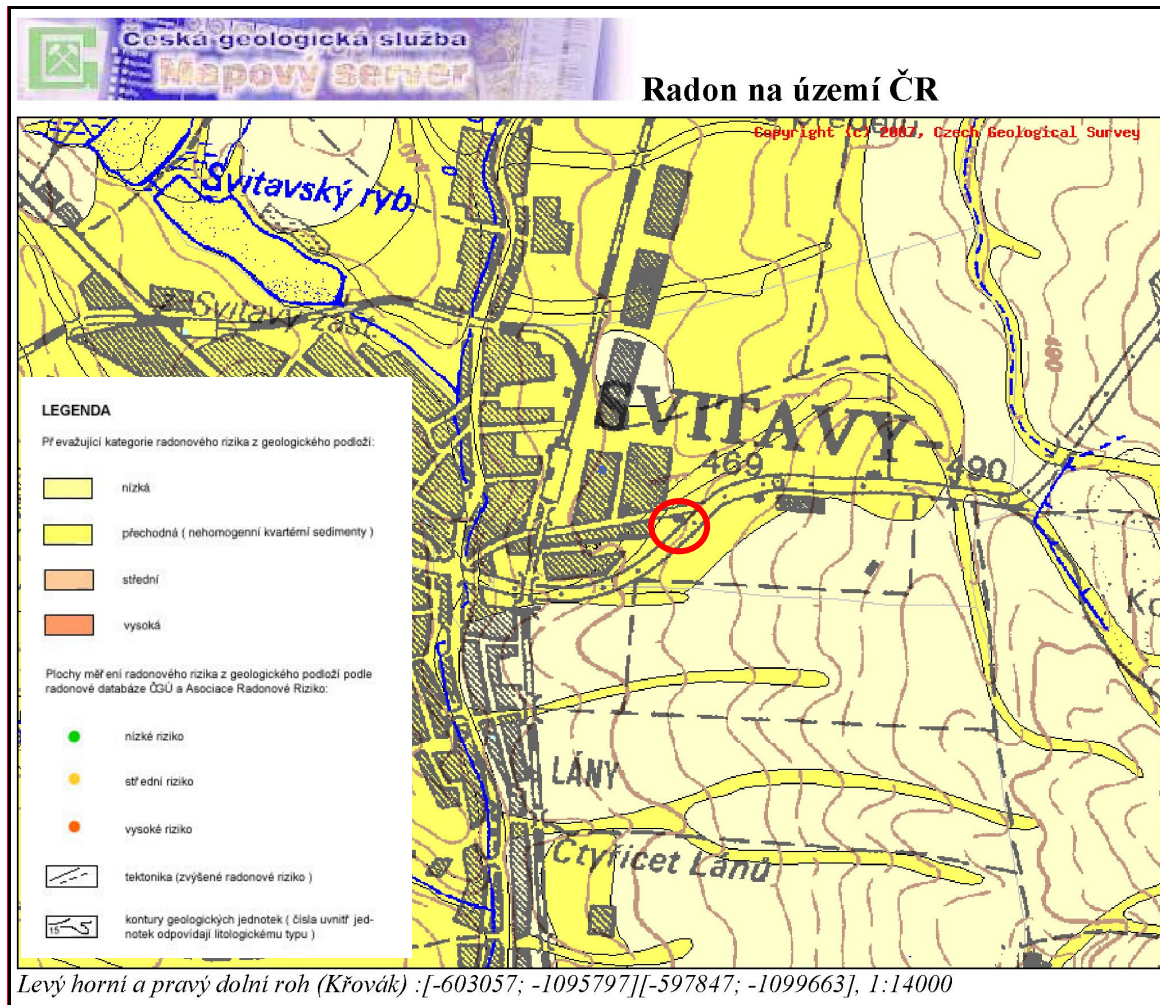 Česká geologická služba
Mapový server
Radon na území ČR
Copyright (c) 2007, Czech Geological Survey
Svitavský ryb.
Svitavy zast.
SVITAVY-
469
490
480
LEGENDA
Převažující kategorie radonového rizika z geologického podloží:
nízká
přechodná ( nehomogenní kvartérní sedimenty )
střední
vysoká
Plochy měření radonového rizika z geologického podloží podle
radonové databáze ČGÚ a Asociace Radonové Riziko:
nízké riziko
střední riziko
vysoké riziko
tektonika (zvýšené radonové riziko )
15
kontury geologických jednotek ( čísla uvnitř jed-
notek odpovídají litologickému typu )
LÁNY
Čtyřicet Lánů
Levý horní a pravý dolní roh (Křovák) :[-603057; -1095797][-597847; -1099663], 1:14000